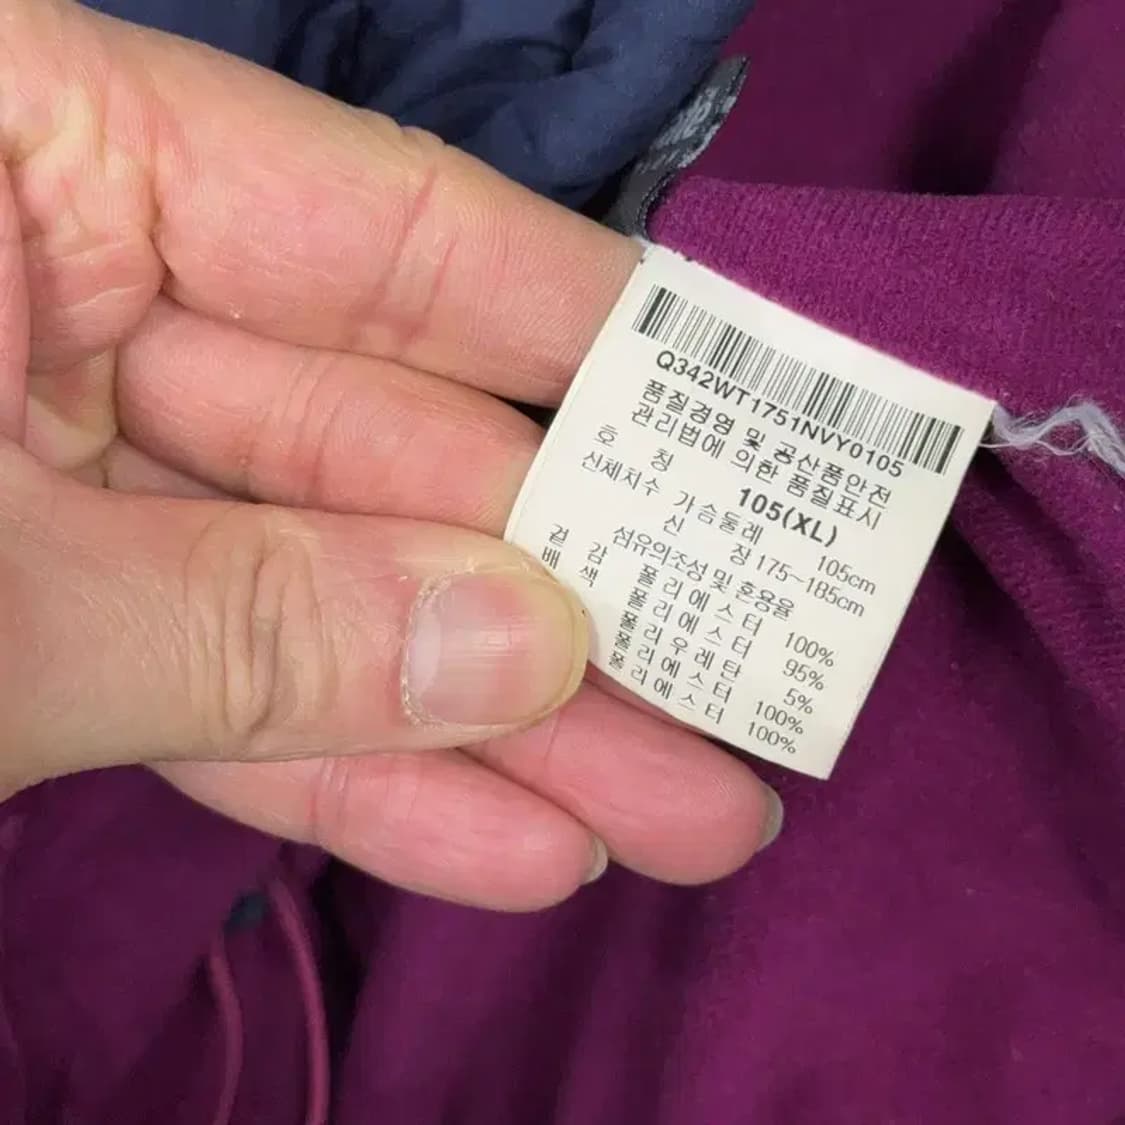 Q342WT1751NVY0105
품질경영 및 공산품안전
관리법에 의한 품질표시
호 칭 105(XL)
신체치수 가슴둘레 105cm
신 장 175~185cm
섬유의조성 및 혼용율
겉 감 폴리에스터 100%
배 색 폴리에스터 95%
폴리우레탄 5%
폴리에스터 100%
폴리에스터 100%